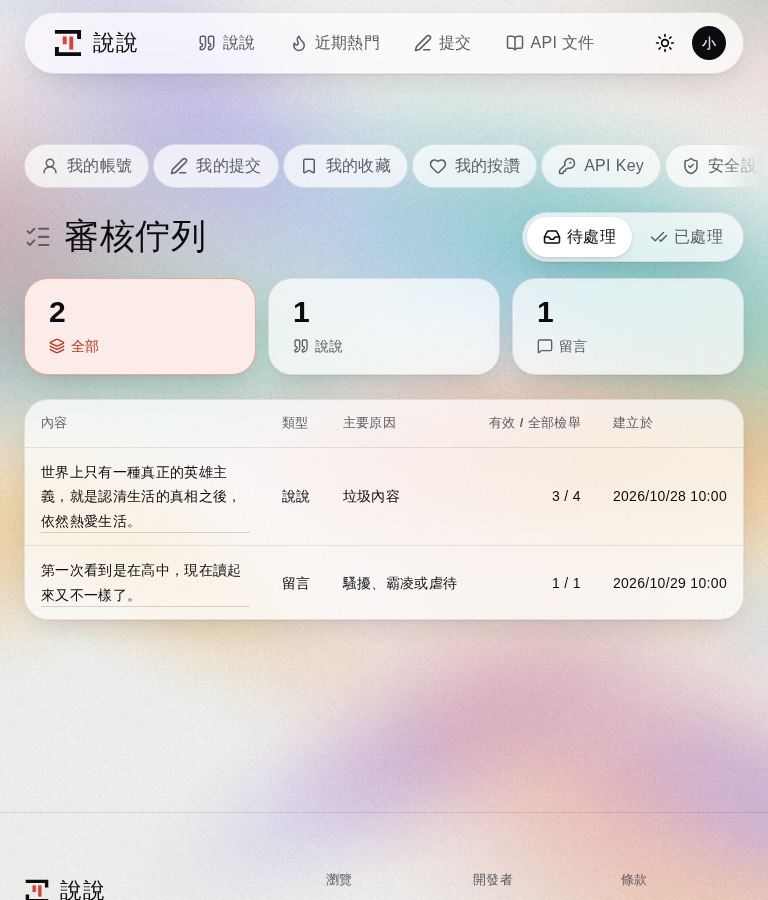 說說
說說
近期熱門
提交
API 文件
小
我的帳號
我的提交
我的收藏
我的按讚
API Key
安全設
審核佇列
待處理
已處理
2
全部
1
說說
1
留言
內容
類型
主要原因
有效 / 全部檢舉
建立於
世界上只有一種真正的英雄主
義，就是認清生活的真相之後，
依然熱愛生活。
說說
垃圾內容
3 / 4
2026/10/28 10:00
第一次看到是在高中，現在讀起
來又不一樣了。
留言
騷擾、霸凌或虐待
1 / 1
2026/10/29 10:00
說說
瀏覽
開發者
條款